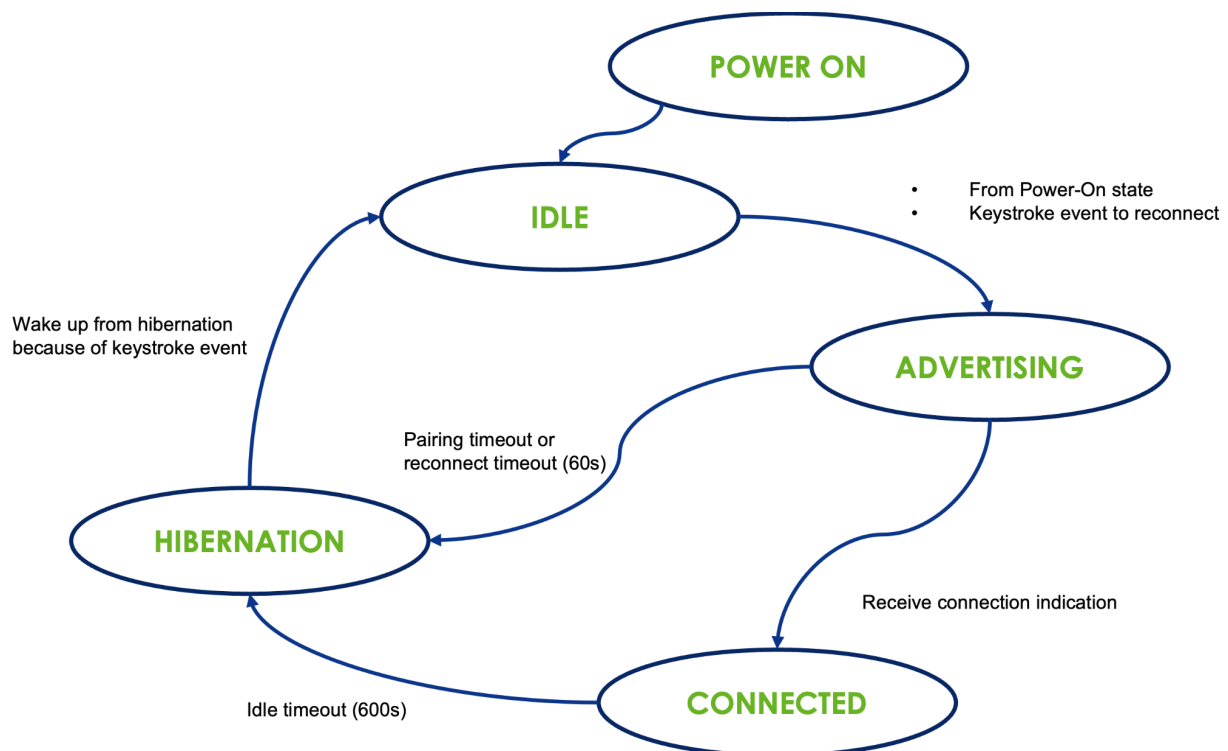 POWER ON
IDLE
• From Power-On state
• Keystroke event to reconnect
Wake up from hibernation
because of keystroke event
ADVERTISING
Pairing timeout or
reconnect timeout (60s)
HIBERNATION
Receive connection indication
CONNECTED
Idle timeout (600s)